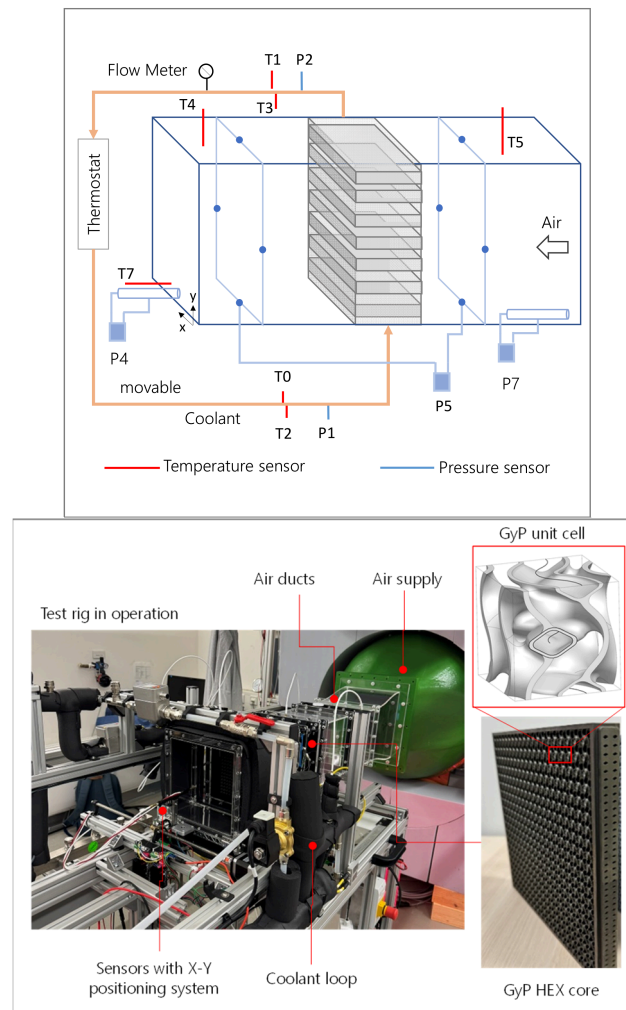 T1 P2
Flow Meter
T4
T3
T5
Thermostat
Air
T7
y
x
P4
P7
T0
movable
P5
Coolant
T2 P1
Temperature sensor
Pressure sensor
GyP unit cell
Air ducts
Air supply
Test rig in operation
Sensors with X-Y
positioning system
Coolant loop
GyP HEX core